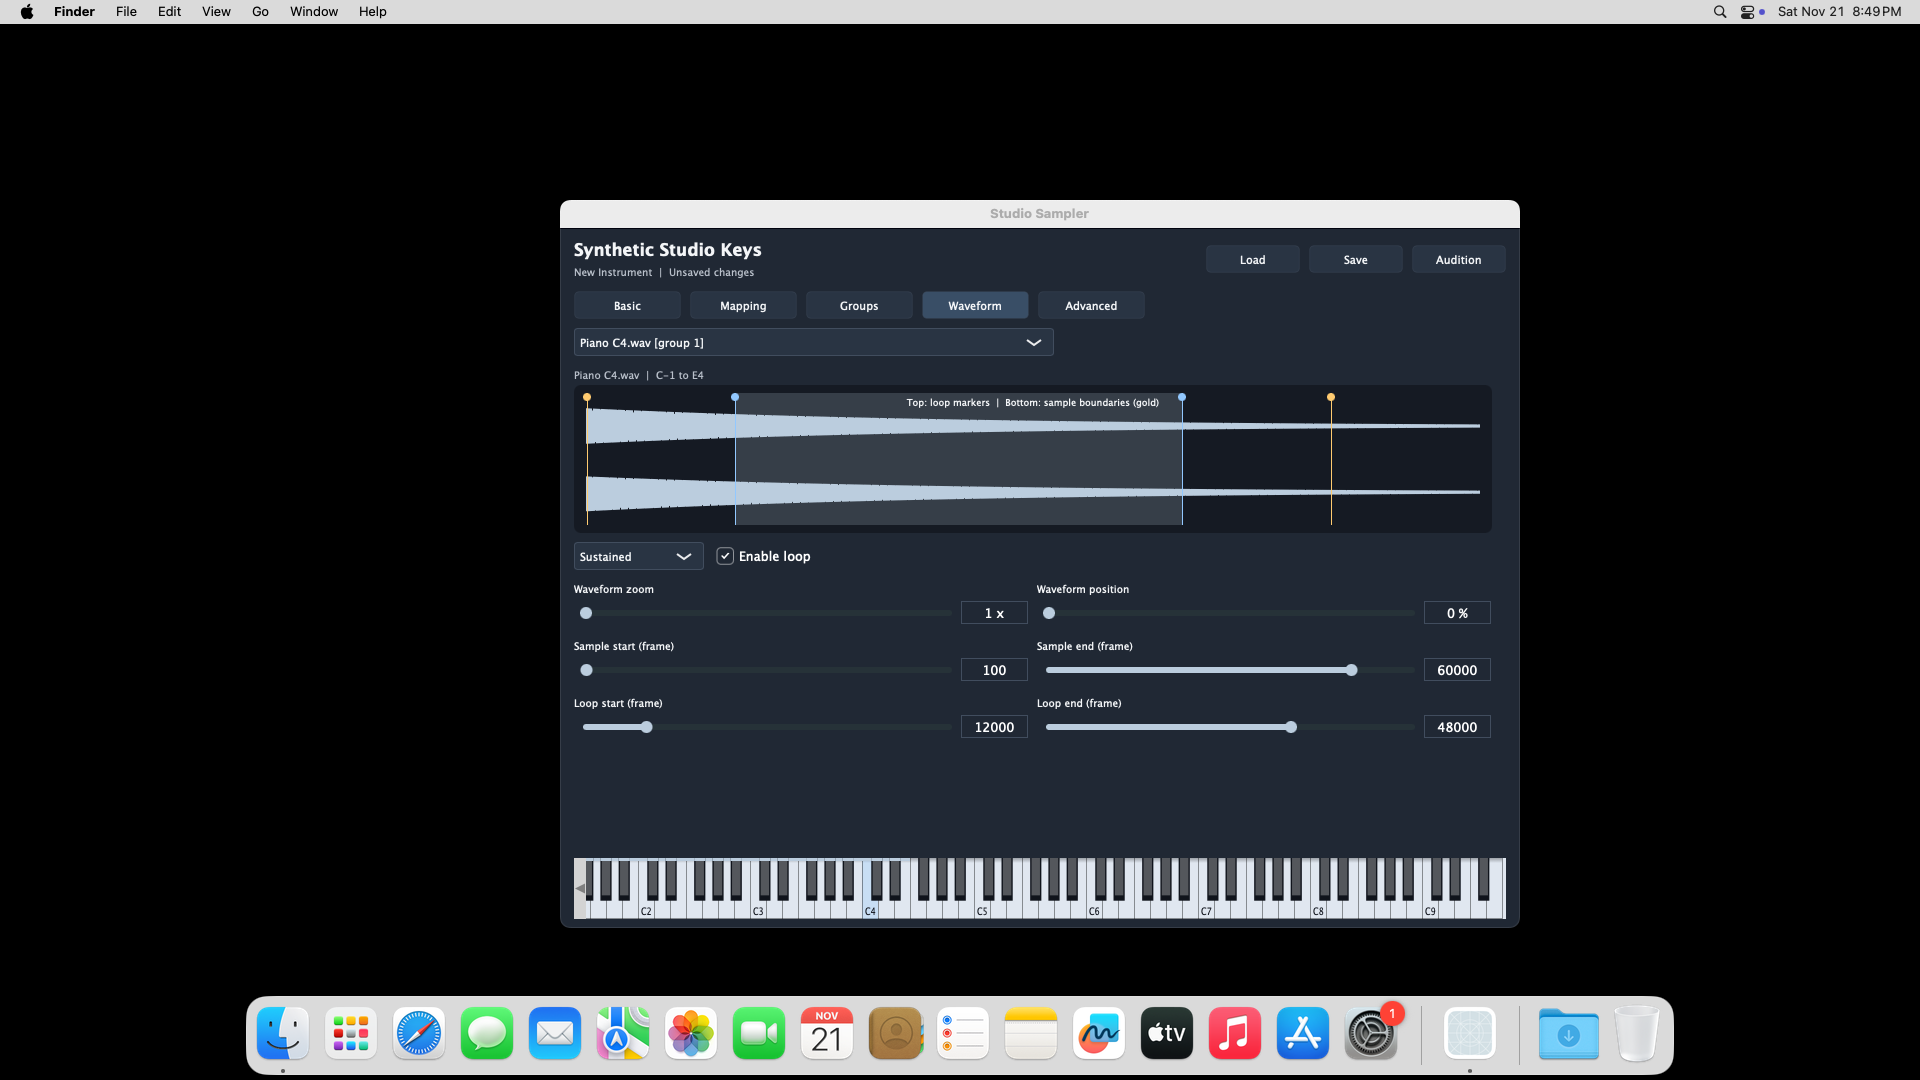 Finder File Edit View Go Window Help Sat Nov 21 8:49 PM
Studio Sampler
Synthetic Studio Keys
New Instrument | Unsaved changes
Load Save Audition
Basic Mapping Groups Waveform Advanced
Piano C4.wav [group 1]
Piano C4.wav | C-1 to E4
Top: loop markers | Bottom: sample boundaries (gold)
Sustained Enable loop
Waveform zoom Waveform position
1 x 0 %
Sample start (frame) Sample end (frame)
100 60000
Loop start (frame) Loop end (frame)
12000 48000
C2 C3 C4 C5 C6 C7 C8 C9
NOV
21
tv
1